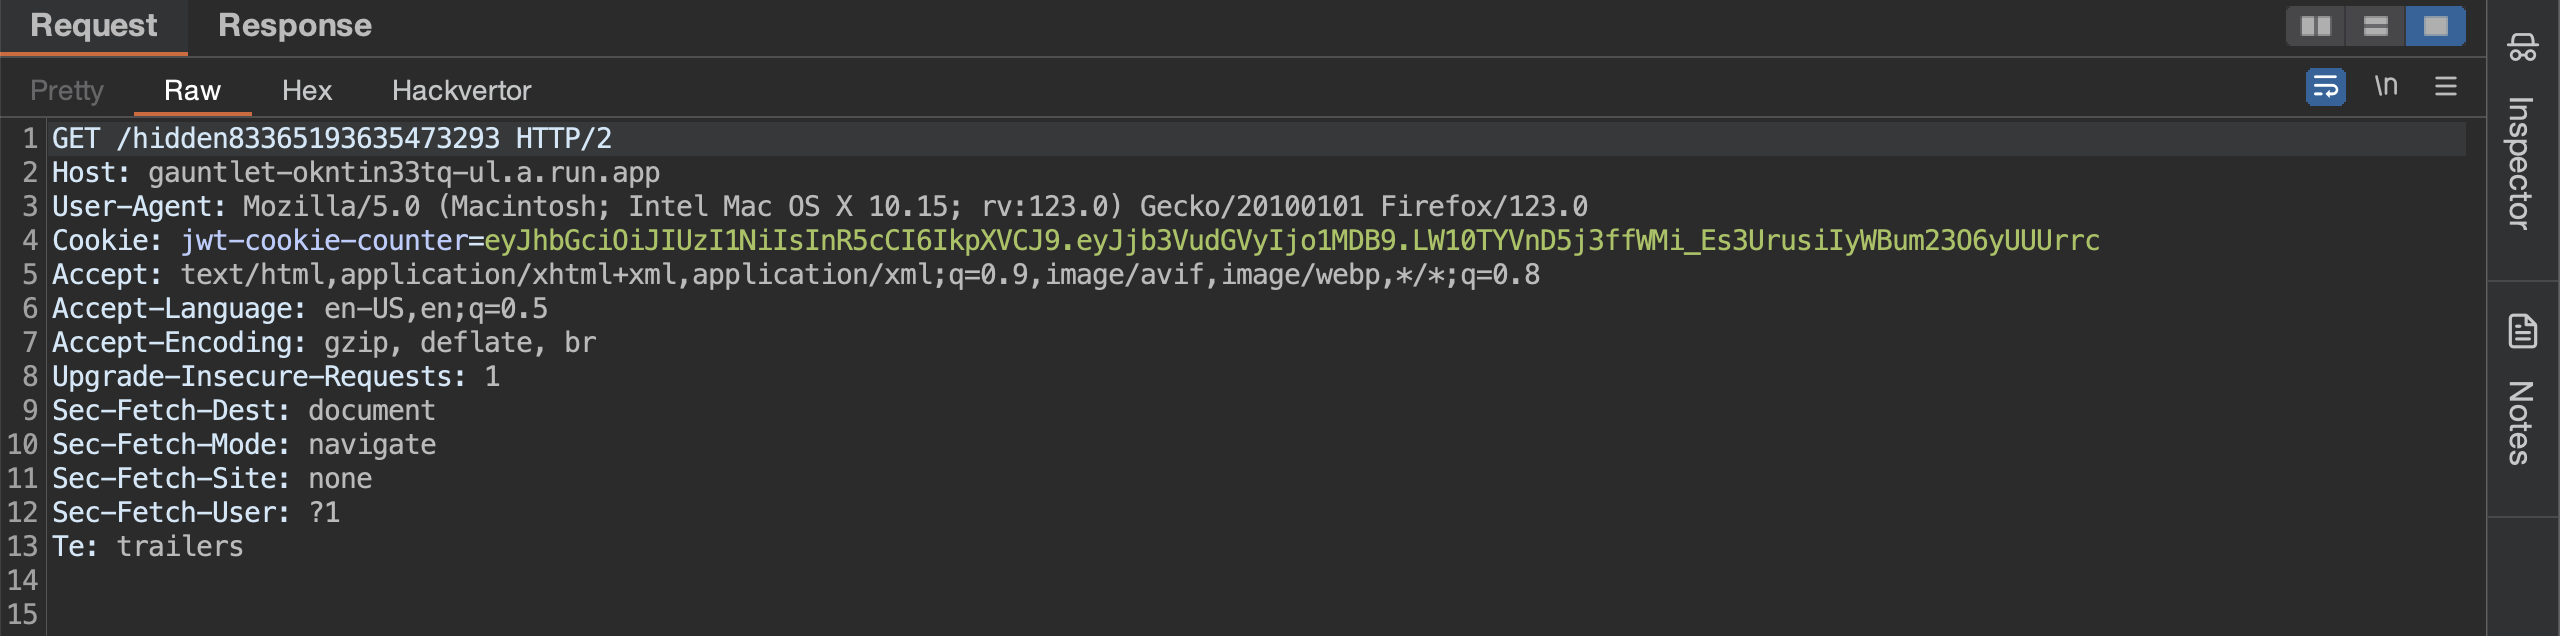 Request Response
Pretty Raw Hex Hackvertor \n
1 GET /hidden83365193635473293 HTTP/2
2 Host: gauntlet-okntin33tq-ul.a.run.app
3 User-Agent: Mozilla/5.0 (Macintosh; Intel Mac OS X 10.15; rv:123.0) Gecko/20100101 Firefox/123.0
4 Cookie: jwt-cookie-counter=eyJhbGciOiJIUzI1NiIsInR5cCI6IkpXVCJ9.eyJjb3VudGVyIjo1MDB9.LW10TYVnD5j3ffWMi_Es3UrusiIyWBum23O6yUUUrrc
5 Accept: text/html,application/xhtml+xml,application/xml;q=0.9,image/avif,image/webp,*/*;q=0.8
6 Accept-Language: en-US,en;q=0.5
7 Accept-Encoding: gzip, deflate, br
8 Upgrade-Insecure-Requests: 1
9 Sec-Fetch-Dest: document
10 Sec-Fetch-Mode: navigate
11 Sec-Fetch-Site: none
12 Sec-Fetch-User: ?1
13 Te: trailers
14
15
Inspector
Notes